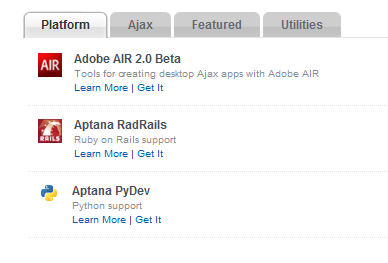 Platform Ajax Featured Utilities
AIR
Adobe AIR 2.0 Beta
Tools for creating desktop Ajax apps with Adobe AIR
Learn More | Get It
RAILS
Aptana RadRails
Ruby on Rails support
Learn More | Get It
Aptana PyDev
Python support
Learn More | Get It